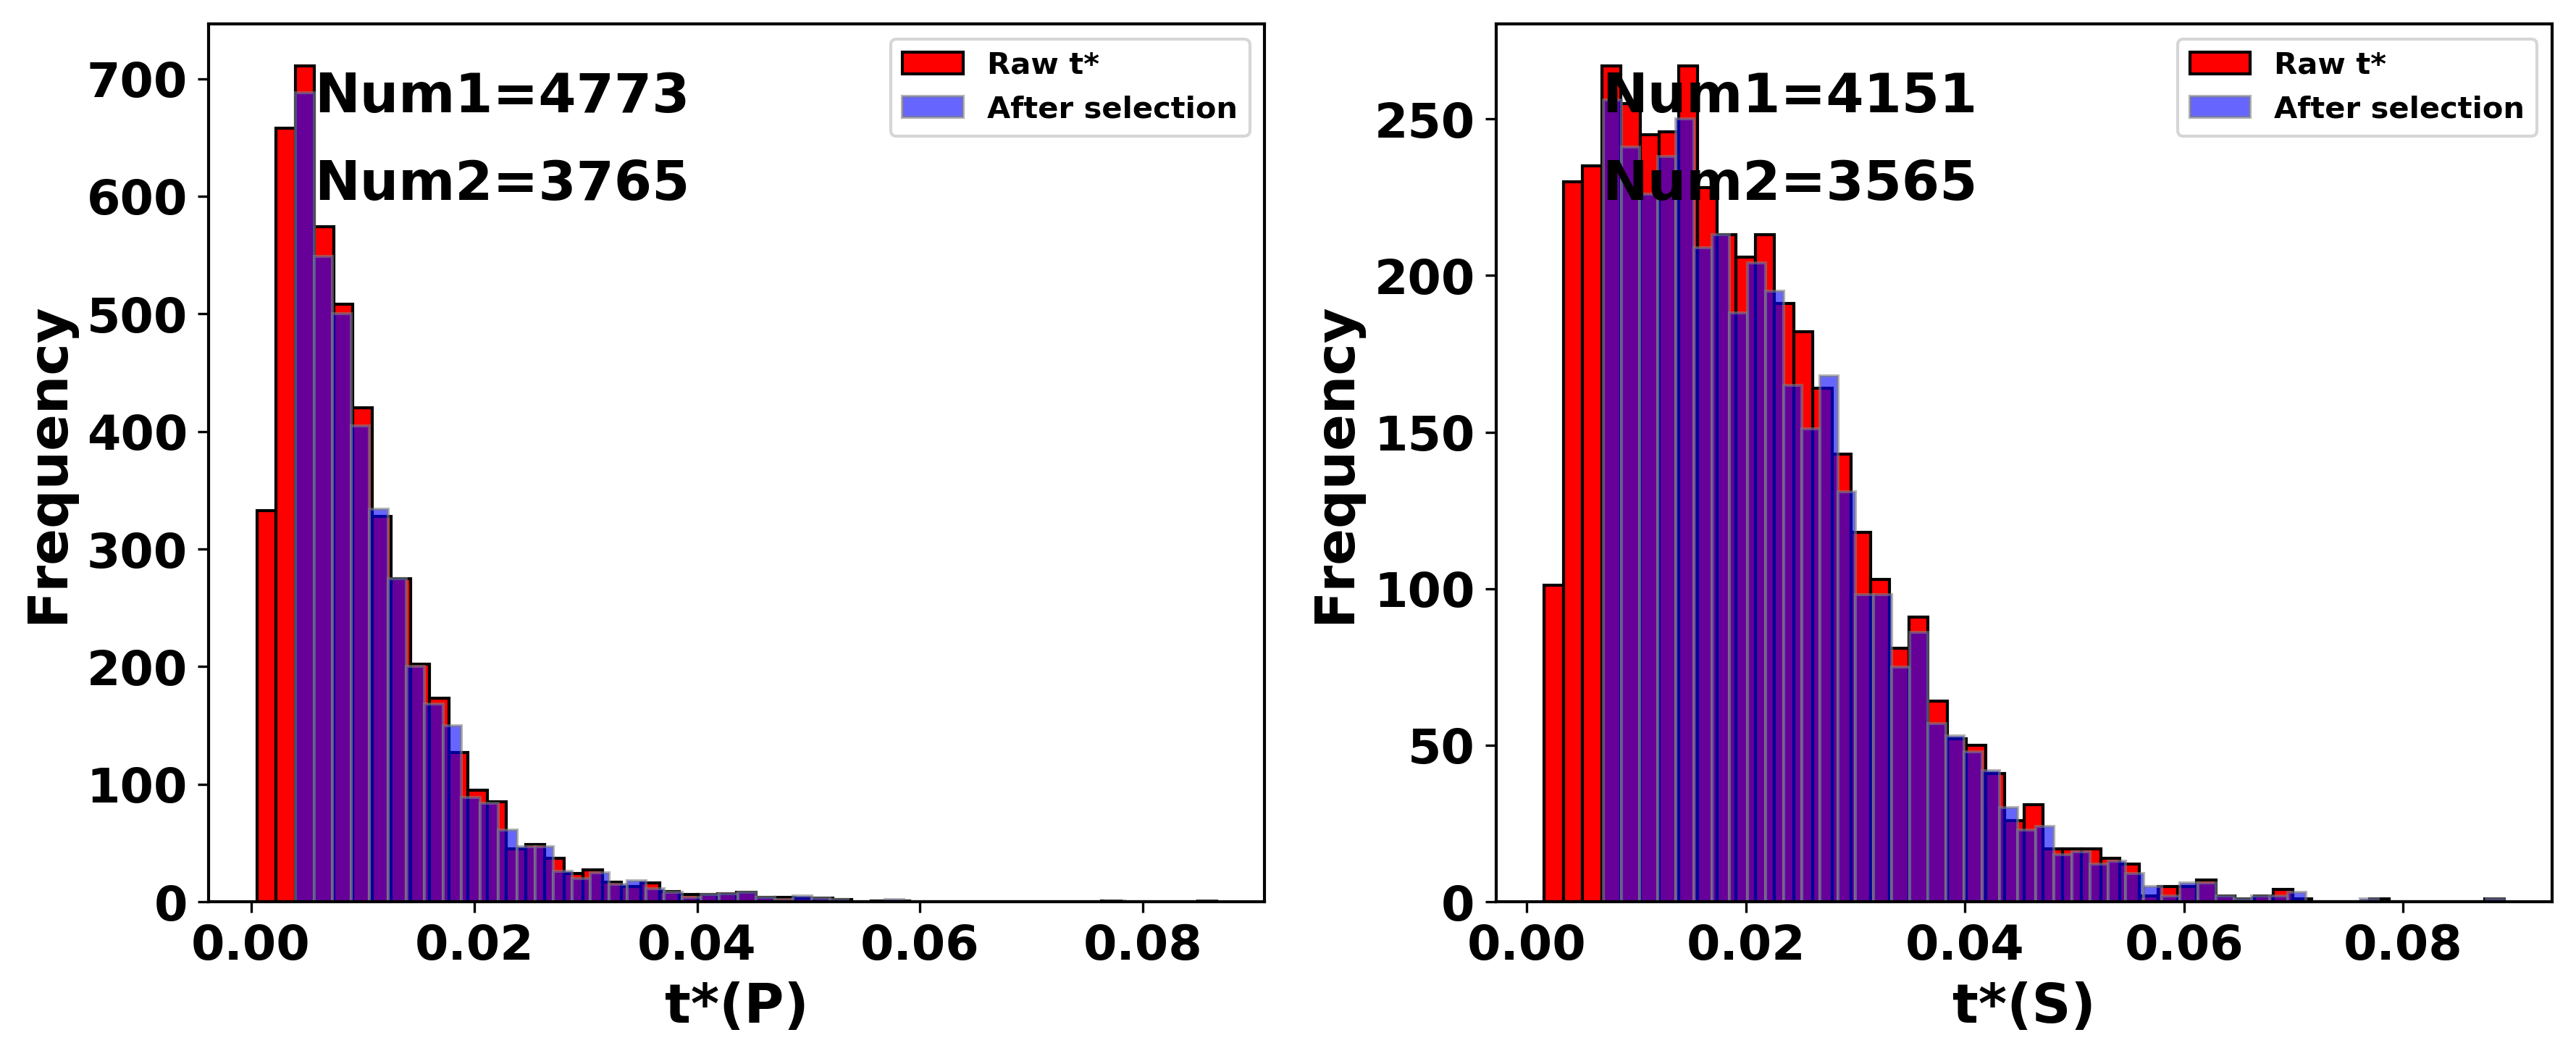 Num1=4773
Num2=3765
Raw t*
After selection
Frequency
700
600
500
400
300
200
100
0
0.00 0.02 0.04 0.06 0.08
t*(P)
Num1=4151
Num2=3565
Raw t*
After selection
Frequency
250
200
150
100
50
0
0.00 0.02 0.04 0.06 0.08
t*(S)